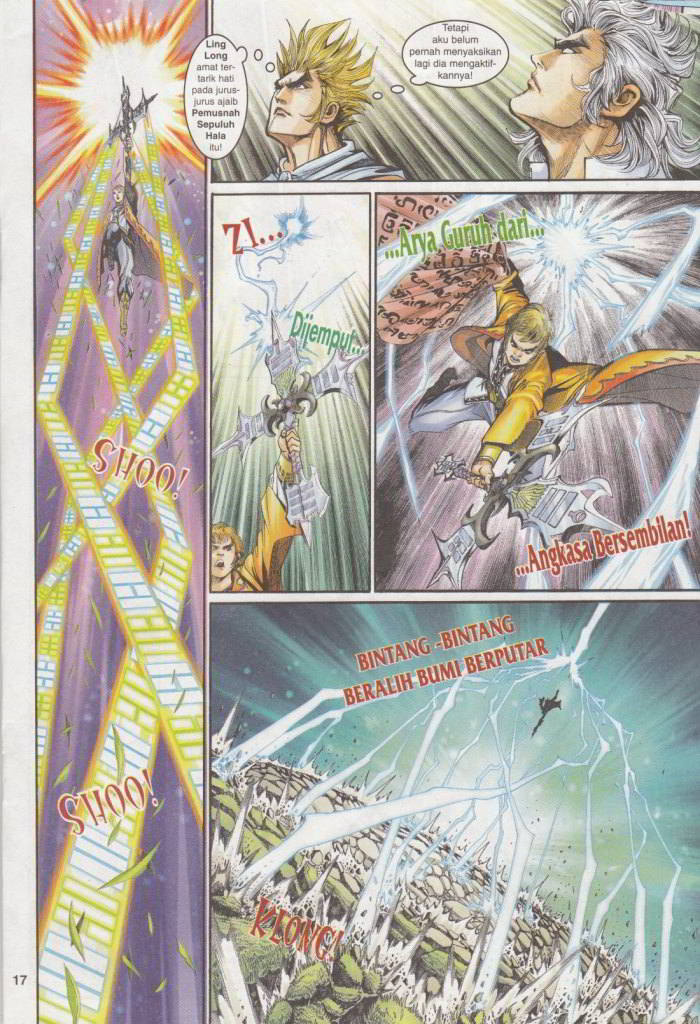 Ling
Long
amat ter-
tarik hati
pada jurus-
jurus ajaib
Pemusnah
Sepuluh
Hala
itu!
Tetapi
aku belum
pernah menyaksikan
lagi dia mengaktif-
kannya!
ZI...
Dijemput...
...Arya Guruh dari...
...Angkasa Bersembilan!
SHOO!
SHOO!
BINTANG -BINTANG
BERALIH BUMI BERPUTAR
KLONG!
17